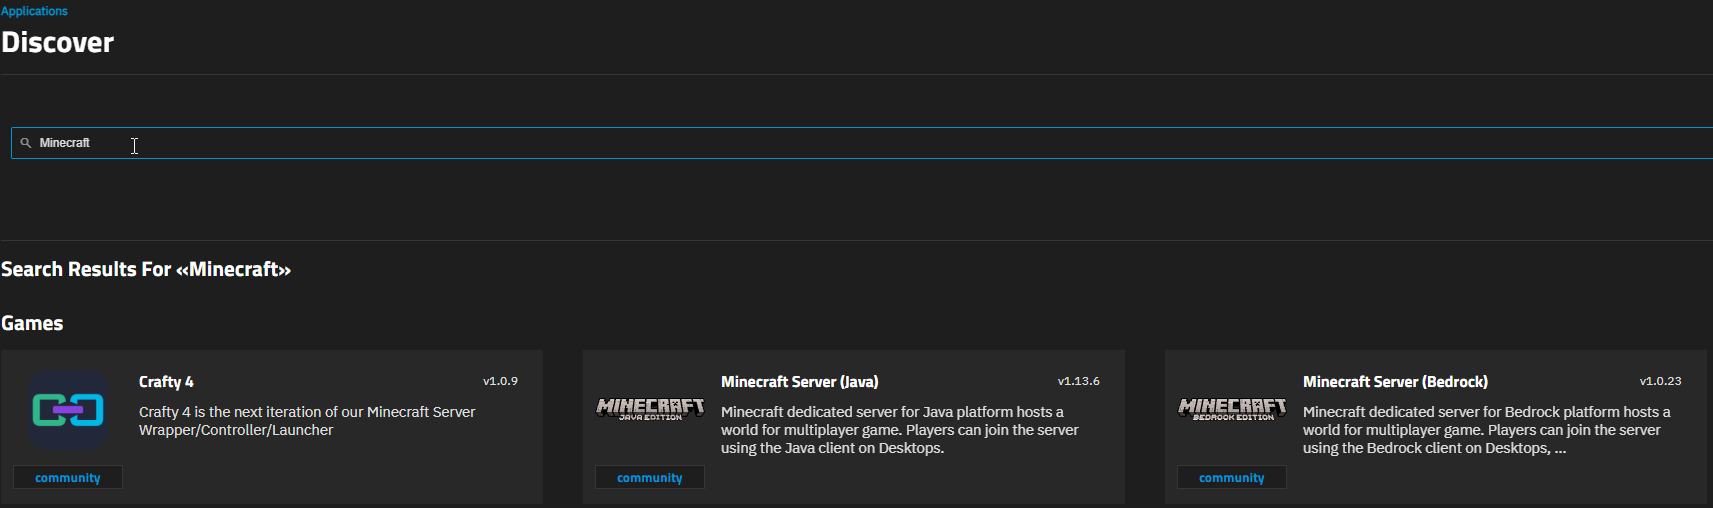 Applications
Discover
Minecraft
Search Results For «Minecraft»
Games
Crafty 4
v1.0.9
Crafty 4 is the next iteration of our Minecraft Server
Wrapper/Controller/Launcher
community
MINECRAFT
JAVA EDITION
Minecraft Server (Java)
v1.13.6
Minecraft dedicated server for Java platform hosts a
world for multiplayer game. Players can join the server
using the Java client on Desktops.
community
MINECRAFT
BEDROCK EDITION
Minecraft Server (Bedrock)
v1.0.23
Minecraft dedicated server for Bedrock platform hosts a
world for multiplayer game. Players can join the server
using the Bedrock client on Desktops, ...
community